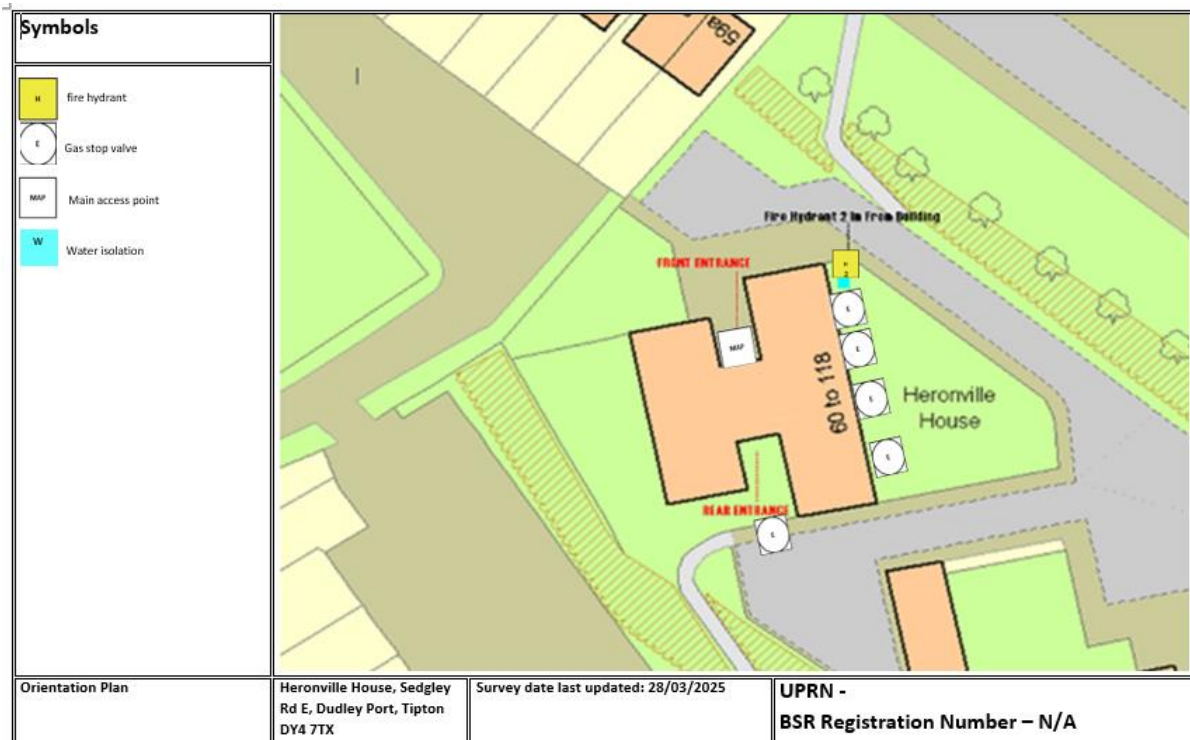 Symbols
H
fire hydrant
E
Gas stop valve
MAP
Main access point
W
Water isolation
59a
Fire Hydrant 2 In From Building
FRONT ENTRANCE
H
2
E
MAP
E
60 to 118
E
Heronville
House
E
REAR ENTRANCE
E
Orientation Plan
Heronville House, Sedgley
Rd E, Dudley Port, Tipton
DY4 7TX
Survey date last updated: 28/03/2025
UPRN -
BSR Registration Number – N/A